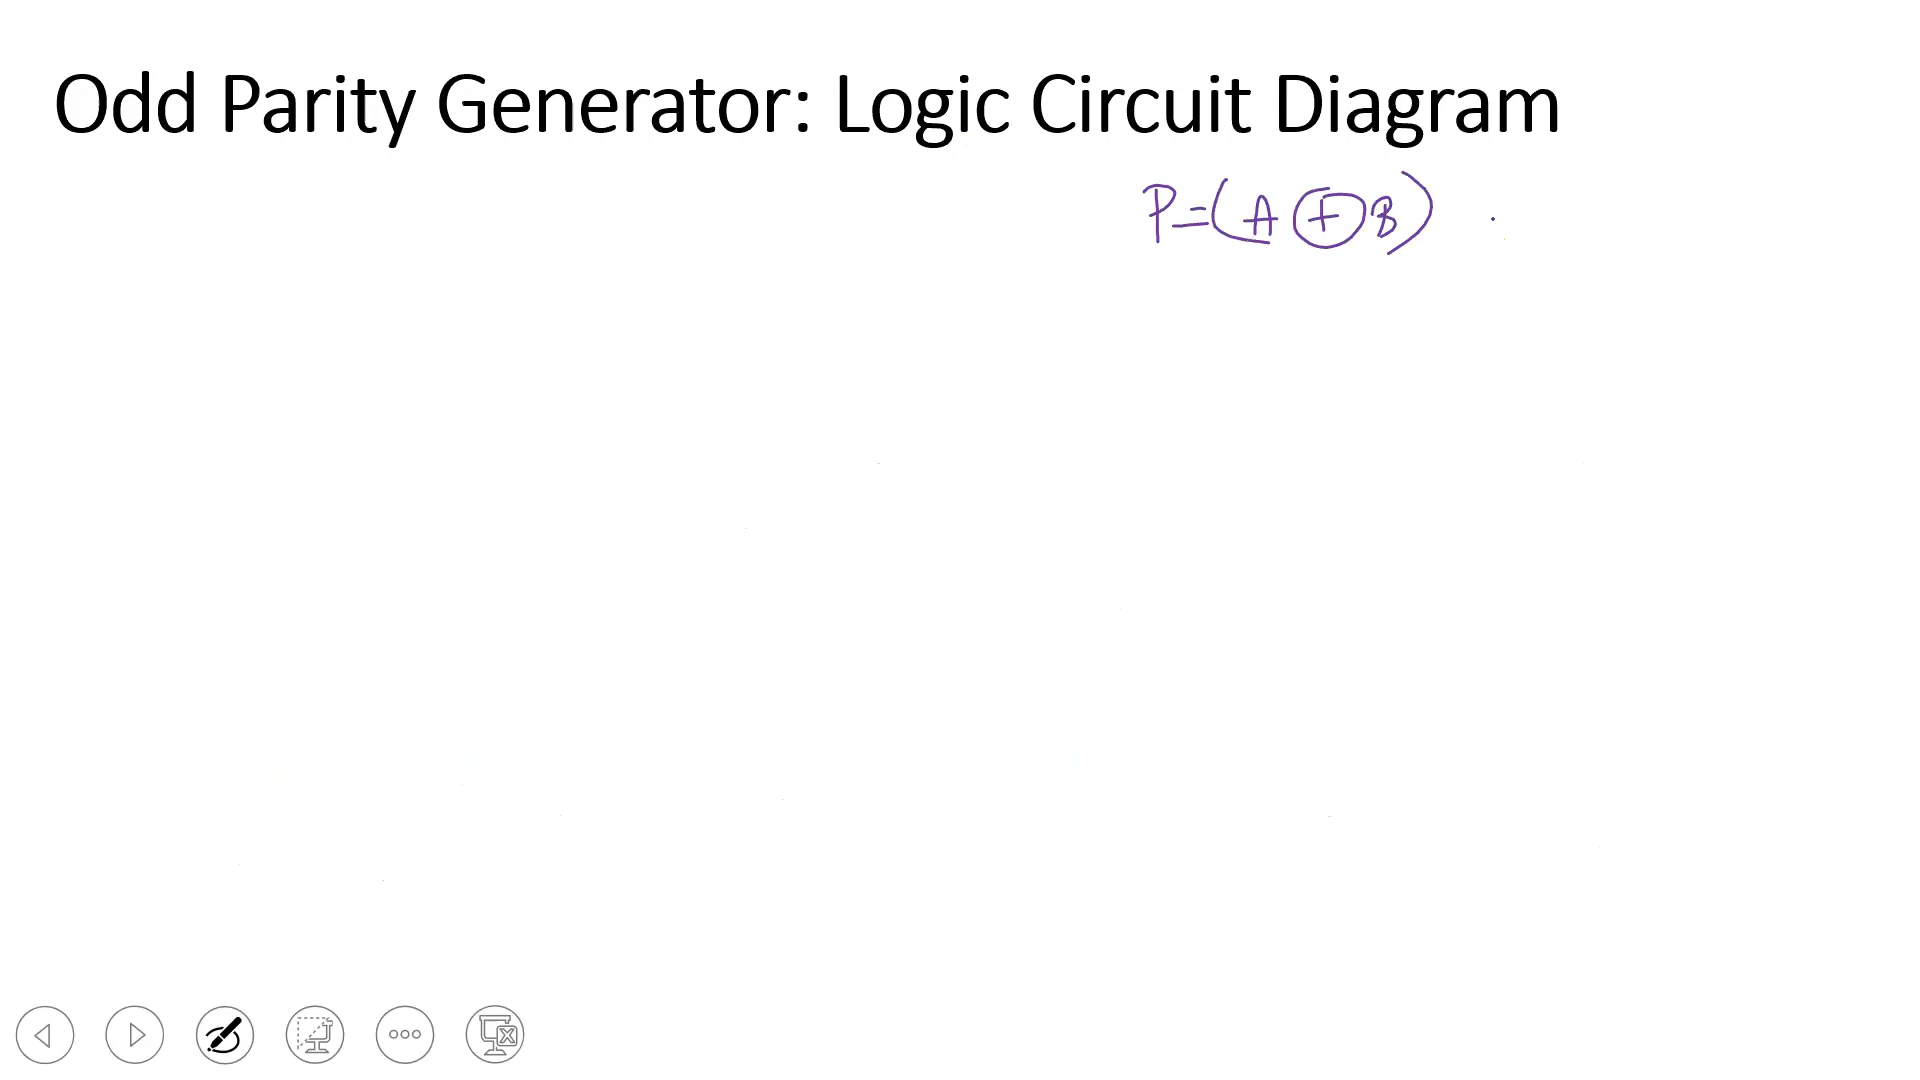 Odd Parity Generator: Logic Circuit Diagram
P=(A ⊕ B)